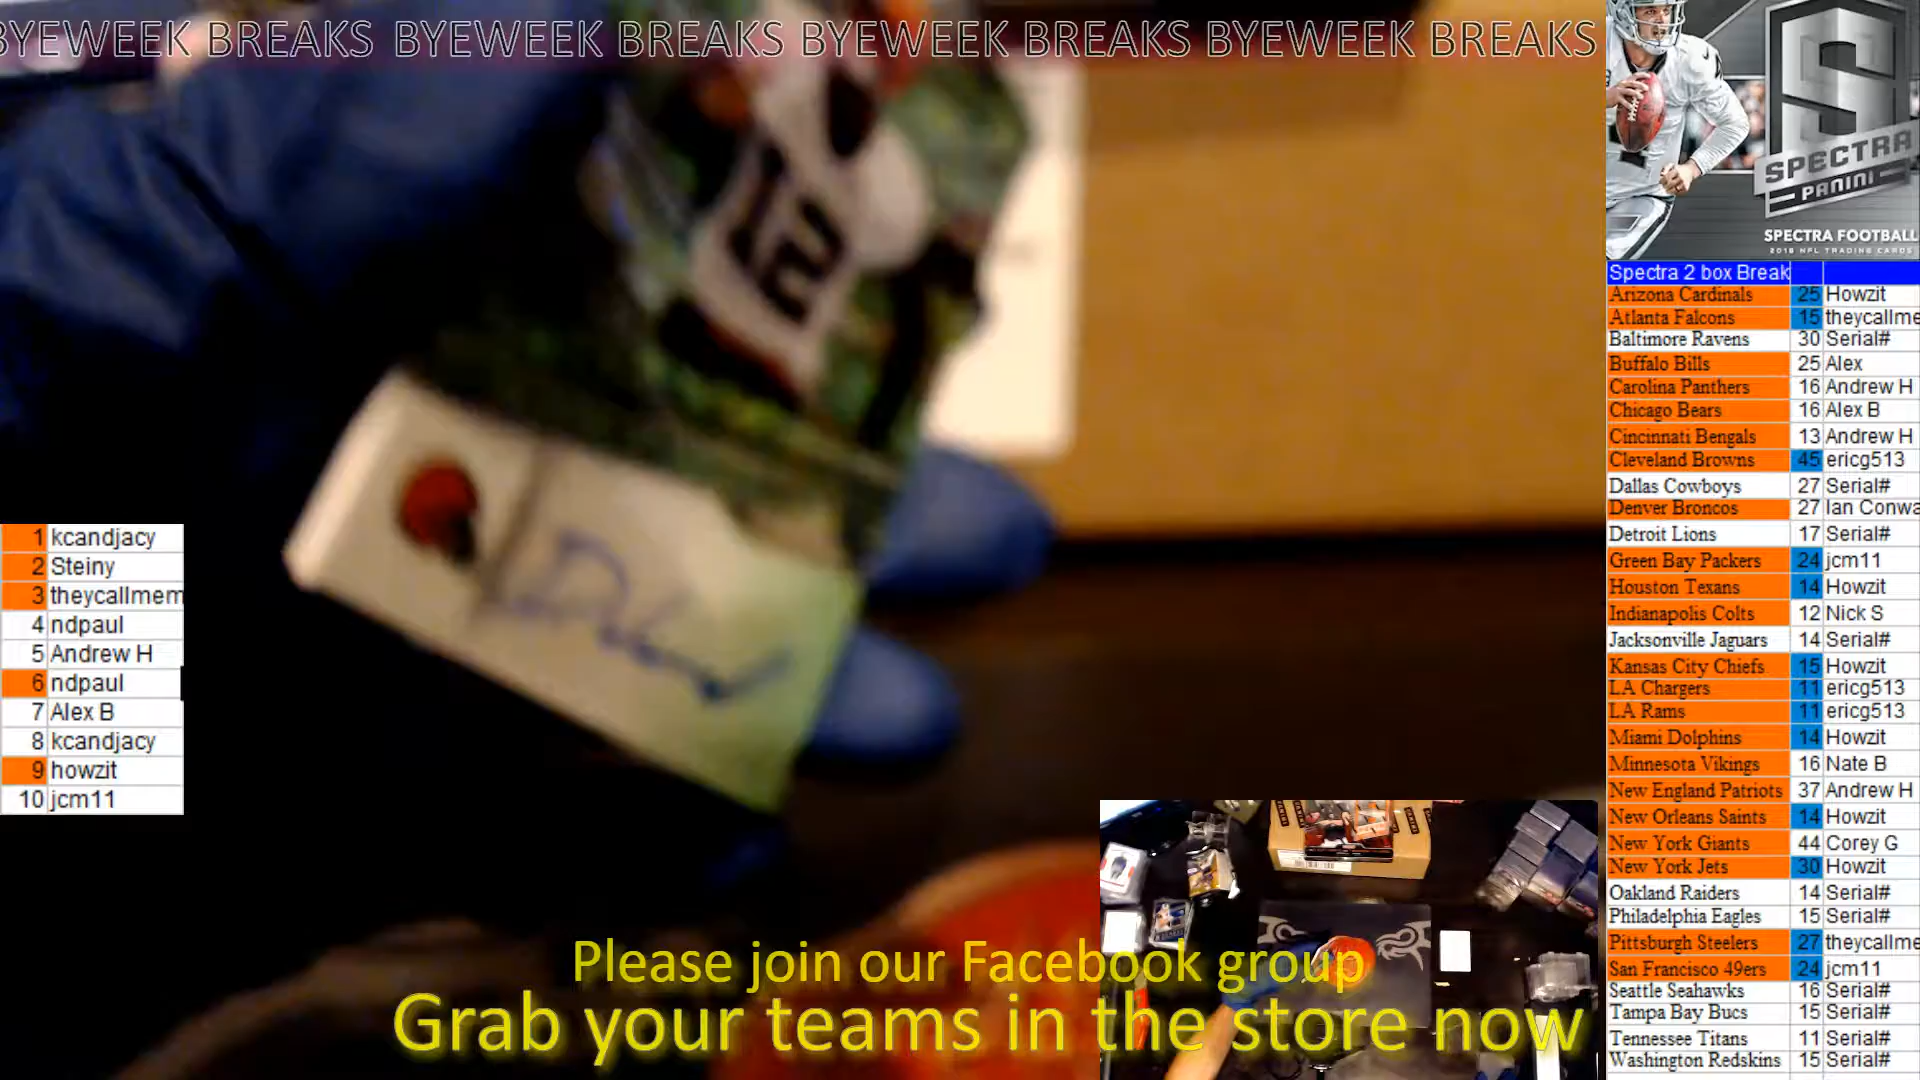 BYEWEEK BREAKS BYEWEEK BREAKS BYEWEEK BREAKS BYEWEEK BREAKS
S
SPECTRA
PANINI
SPECTRA FOOTBALL
2018 NFL TRADING CARDS
12
1 kcandjacy
2 Steiny
3 theycallmem
4 ndpaul
5 Andrew H
6 ndpaul
7 Alex B
8 kcandjacy
9 howzit
10 jcm11
Spectra 2 box Break
Arizona Cardinals 25 Howzit
Atlanta Falcons 15 theycallme
Baltimore Ravens 30 Serial#
Buffalo Bills 25 Alex
Carolina Panthers 16 Andrew H
Chicago Bears 16 Alex B
Cincinnati Bengals 13 Andrew H
Cleveland Browns 45 ericg513
Dallas Cowboys 27 Serial#
Denver Broncos 27 Ian Conwa
Detroit Lions 17 Serial#
Green Bay Packers 24 jcm11
Houston Texans 14 Howzit
Indianapolis Colts 12 Nick S
Jacksonville Jaguars 14 Serial#
Kansas City Chiefs 15 Howzit
LA Chargers 11 ericg513
LA Rams 11 ericg513
Miami Dolphins 14 Howzit
Minnesota Vikings 16 Nate B
New England Patriots 37 Andrew H
New Orleans Saints 14 Howzit
New York Giants 44 Corey G
New York Jets 30 Howzit
Oakland Raiders 14 Serial#
Philadelphia Eagles 15 Serial#
Pittsburgh Steelers 27 theycallme
San Francisco 49ers 24 jcm11
Seattle Seahawks 16 Serial#
Tampa Bay Bucs 15 Serial#
Tennessee Titans 11 Serial#
Washington Redskins 15 Serial#
Please join our Facebook group
Grab your teams in the store now